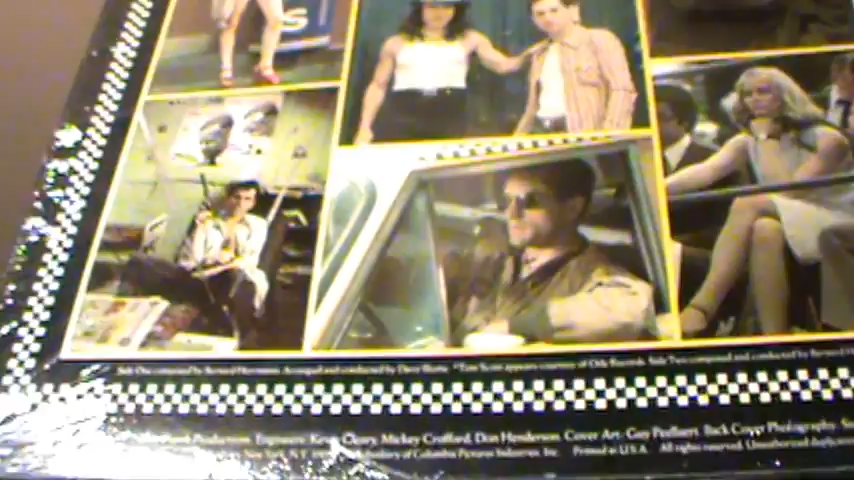 S
Side One composed by Bernard Herrmann. Arranged and conducted by Dave Blume. *Tom Scott appears courtesy of Ode Records. Side Two composed and conducted by Bernard
Production. Engineers: Kevin Cleary, Mickey Crofford, Don Henderson. Cover Art: Guy Peellaert. Back Cover Photography:
New York, N.Y. of Columbia Pictures Industries, Inc. Printed in U.S.A. All rights reserved. Unauthorized